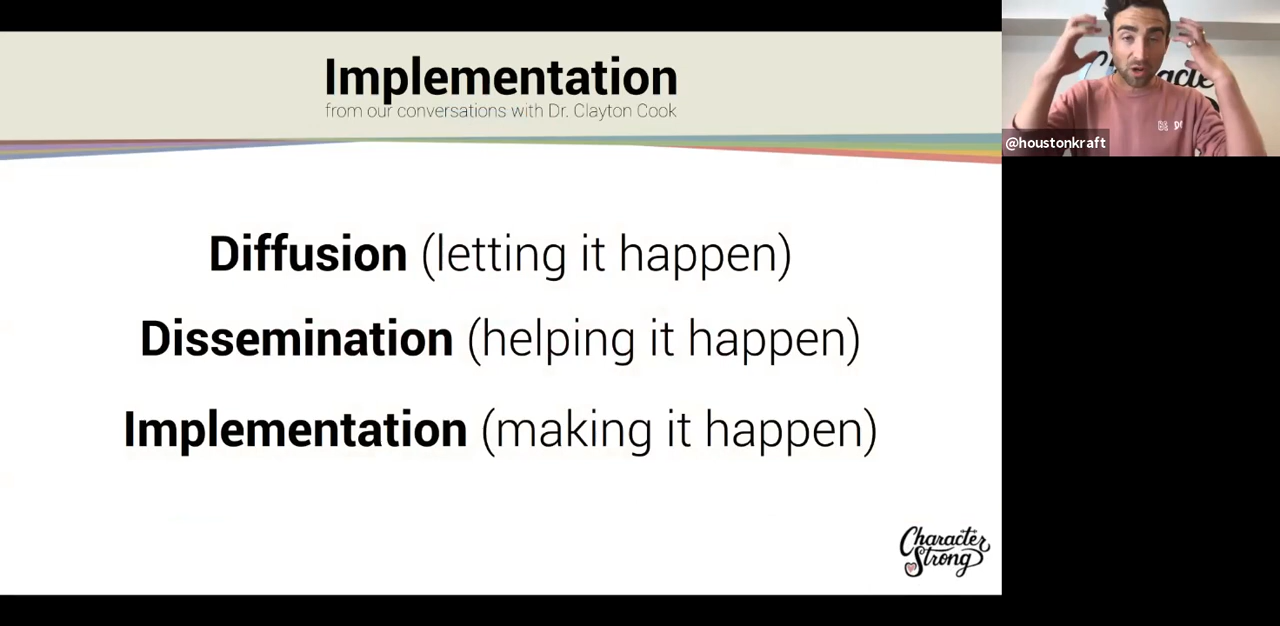 Implementation
from our conversations with Dr. Clayton Cook
Diffusion (letting it happen)
Dissemination (helping it happen)
Implementation (making it happen)
Character
Strong
@houstonkraft